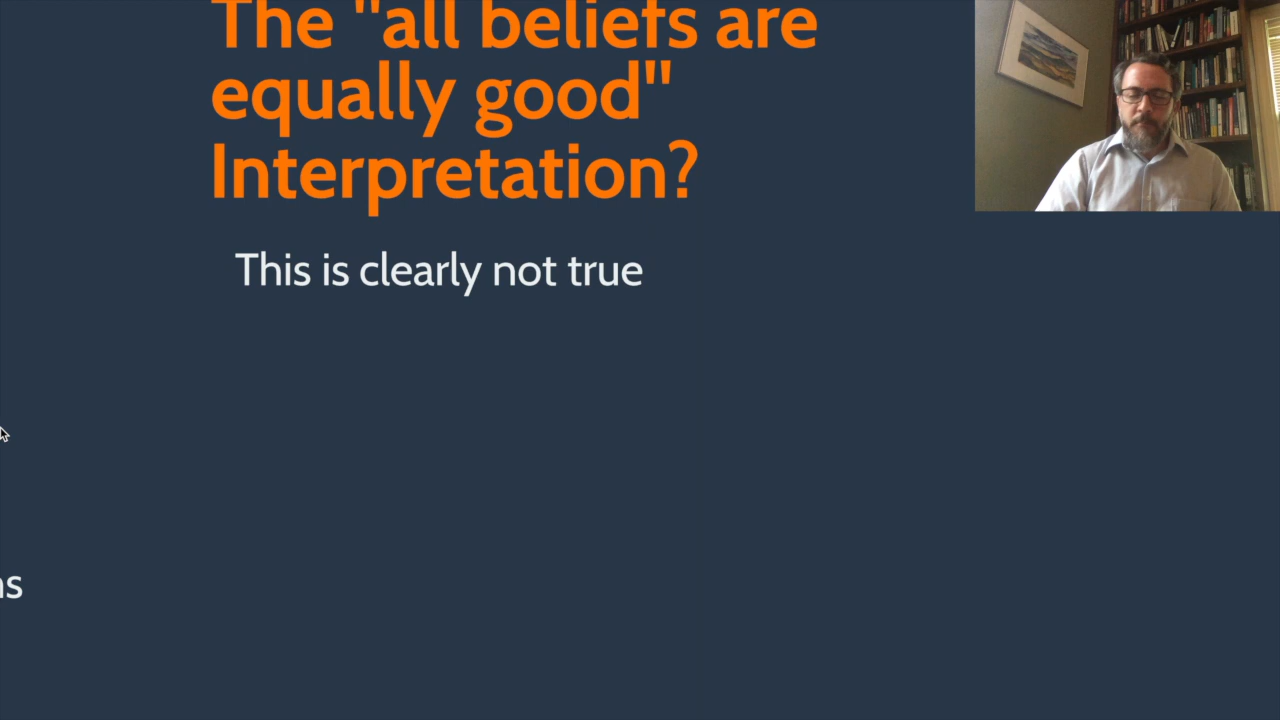 The "all beliefs are
equally good"
Interpretation?
This is clearly not true